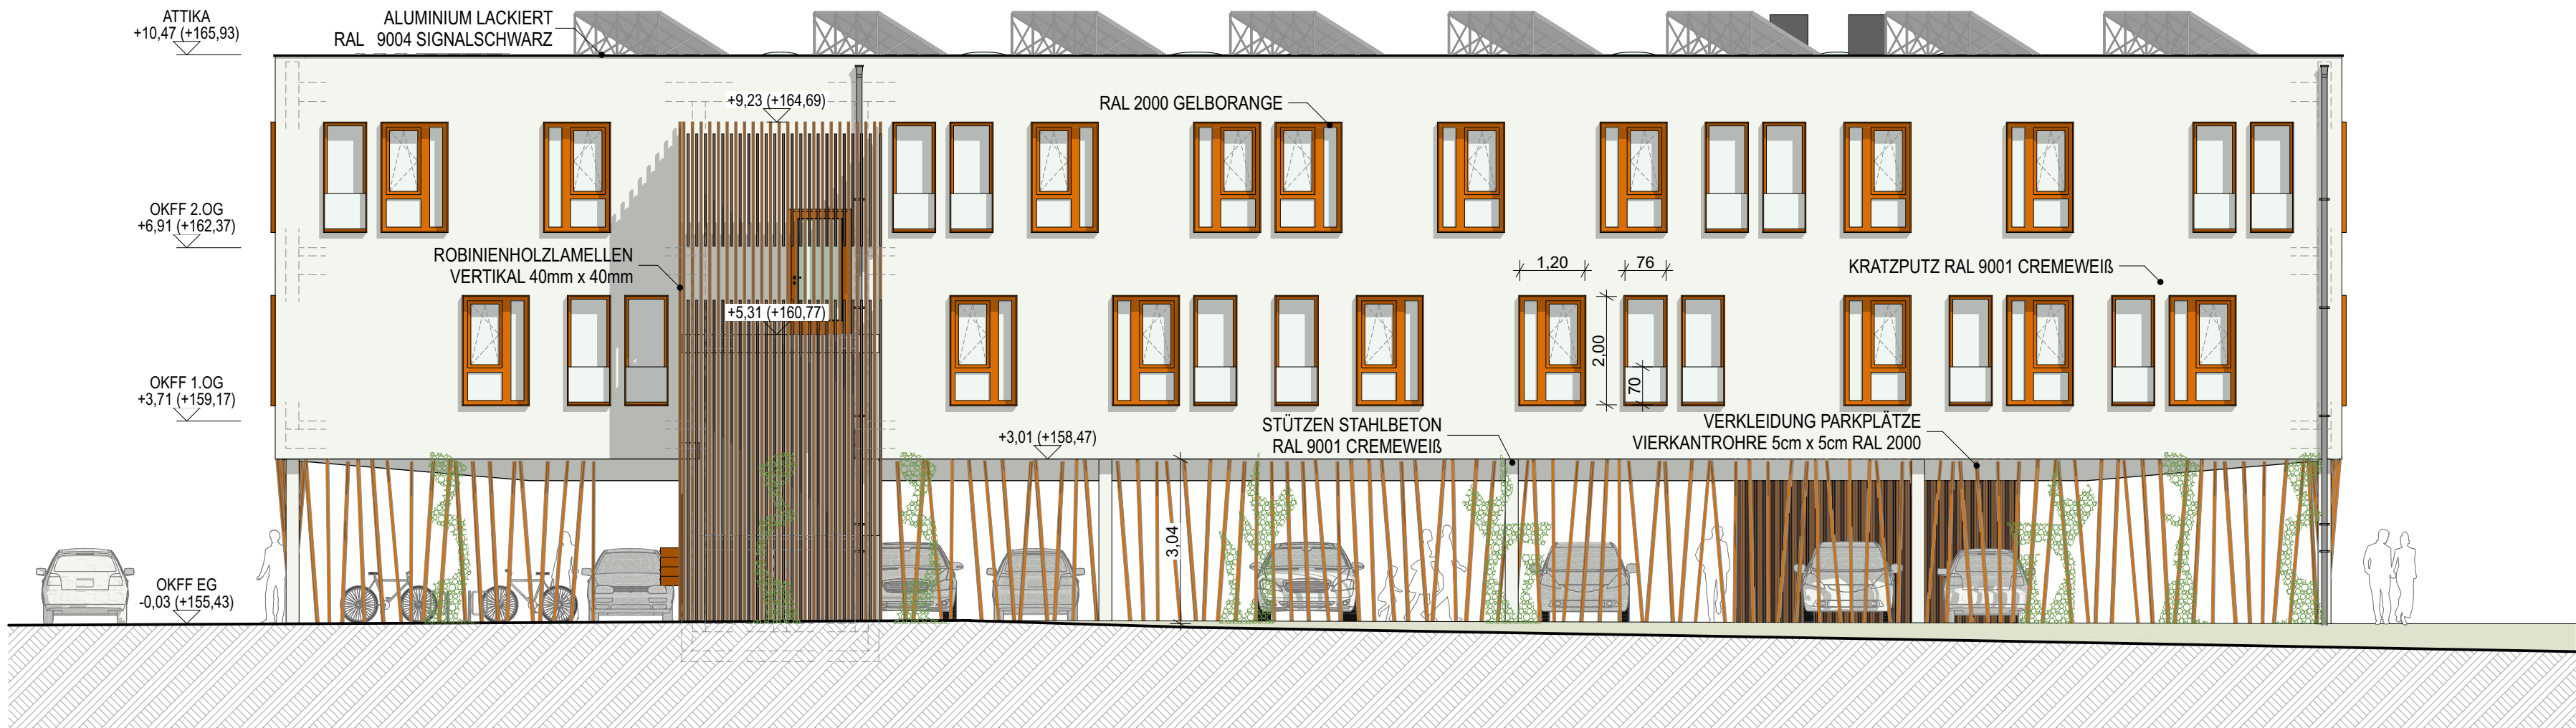 ATTIKA
+10,47 (+165,93)
ALUMINIUM LACKIERT
RAL 9004 SIGNALSCHWARZ
+9,23 (+164,69)
RAL 2000 GELBORANGE
OKFF 2.OG
+6,91 (+162,37)
ROBINIENHOLZLAMELLEN
VERTIKAL 40mm x 40mm
1,20
76
KRATZPUTZ RAL 9001 CREMEWEIß
+5,31 (+160,77)
2,00
70
OKFF 1.OG
+3,71 (+159,17)
+3,01 (+158,47)
STÜTZEN STAHLBETON
RAL 9001 CREMEWEIß
VERKLEIDUNG PARKPLÄTZE
VIERKANTROHRE 5cm x 5cm RAL 2000
3,04
OKFF EG
-0,03 (+155,43)